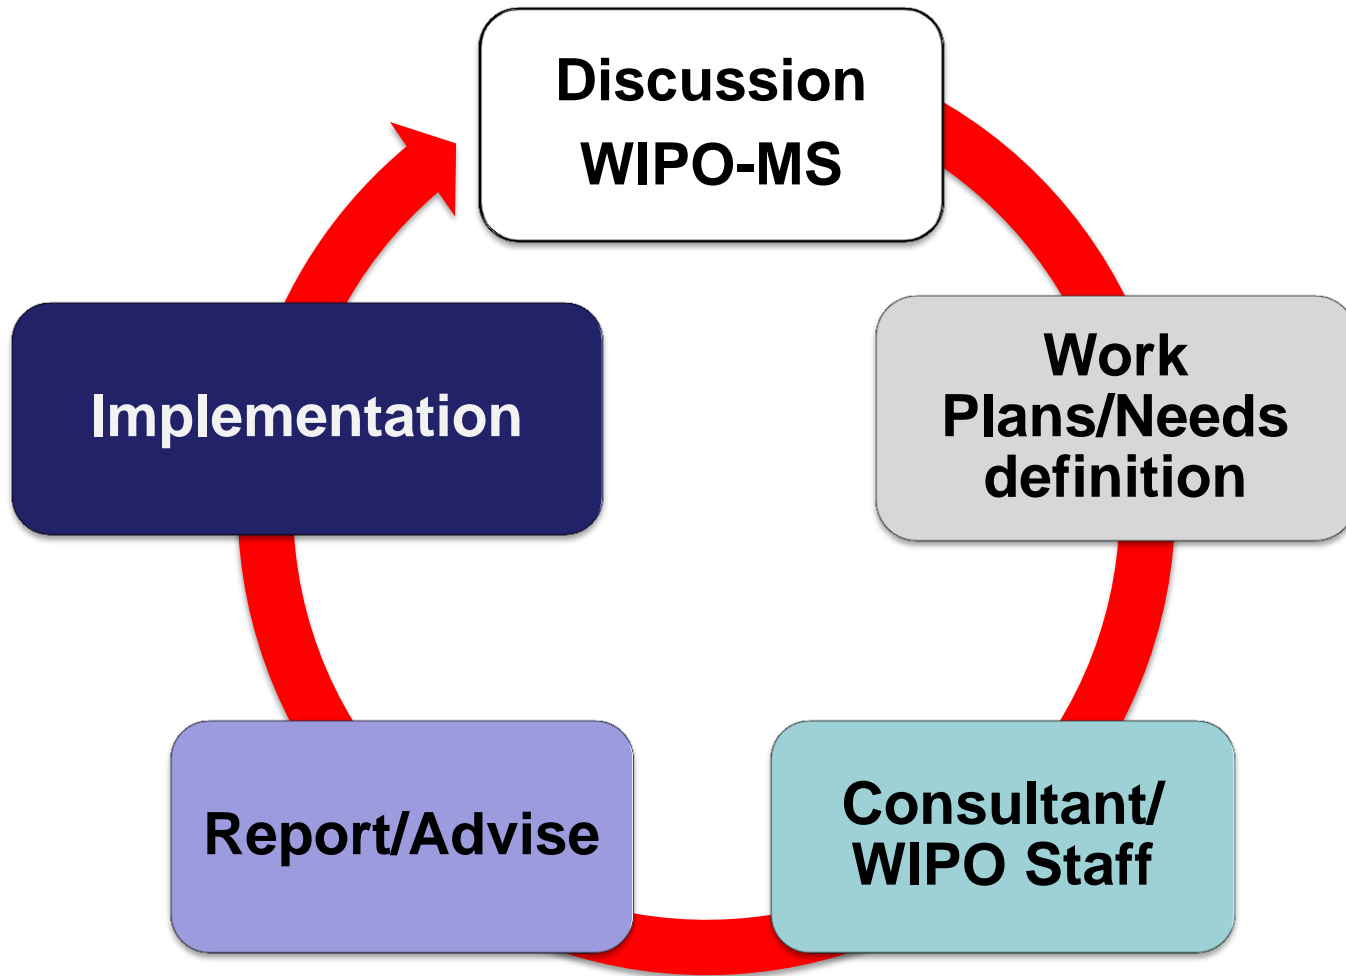 Discussion
WIPO-MS
Work
Plans/Needs
definition
Consultant/
WIPO Staff
Report/Advise
Implementation